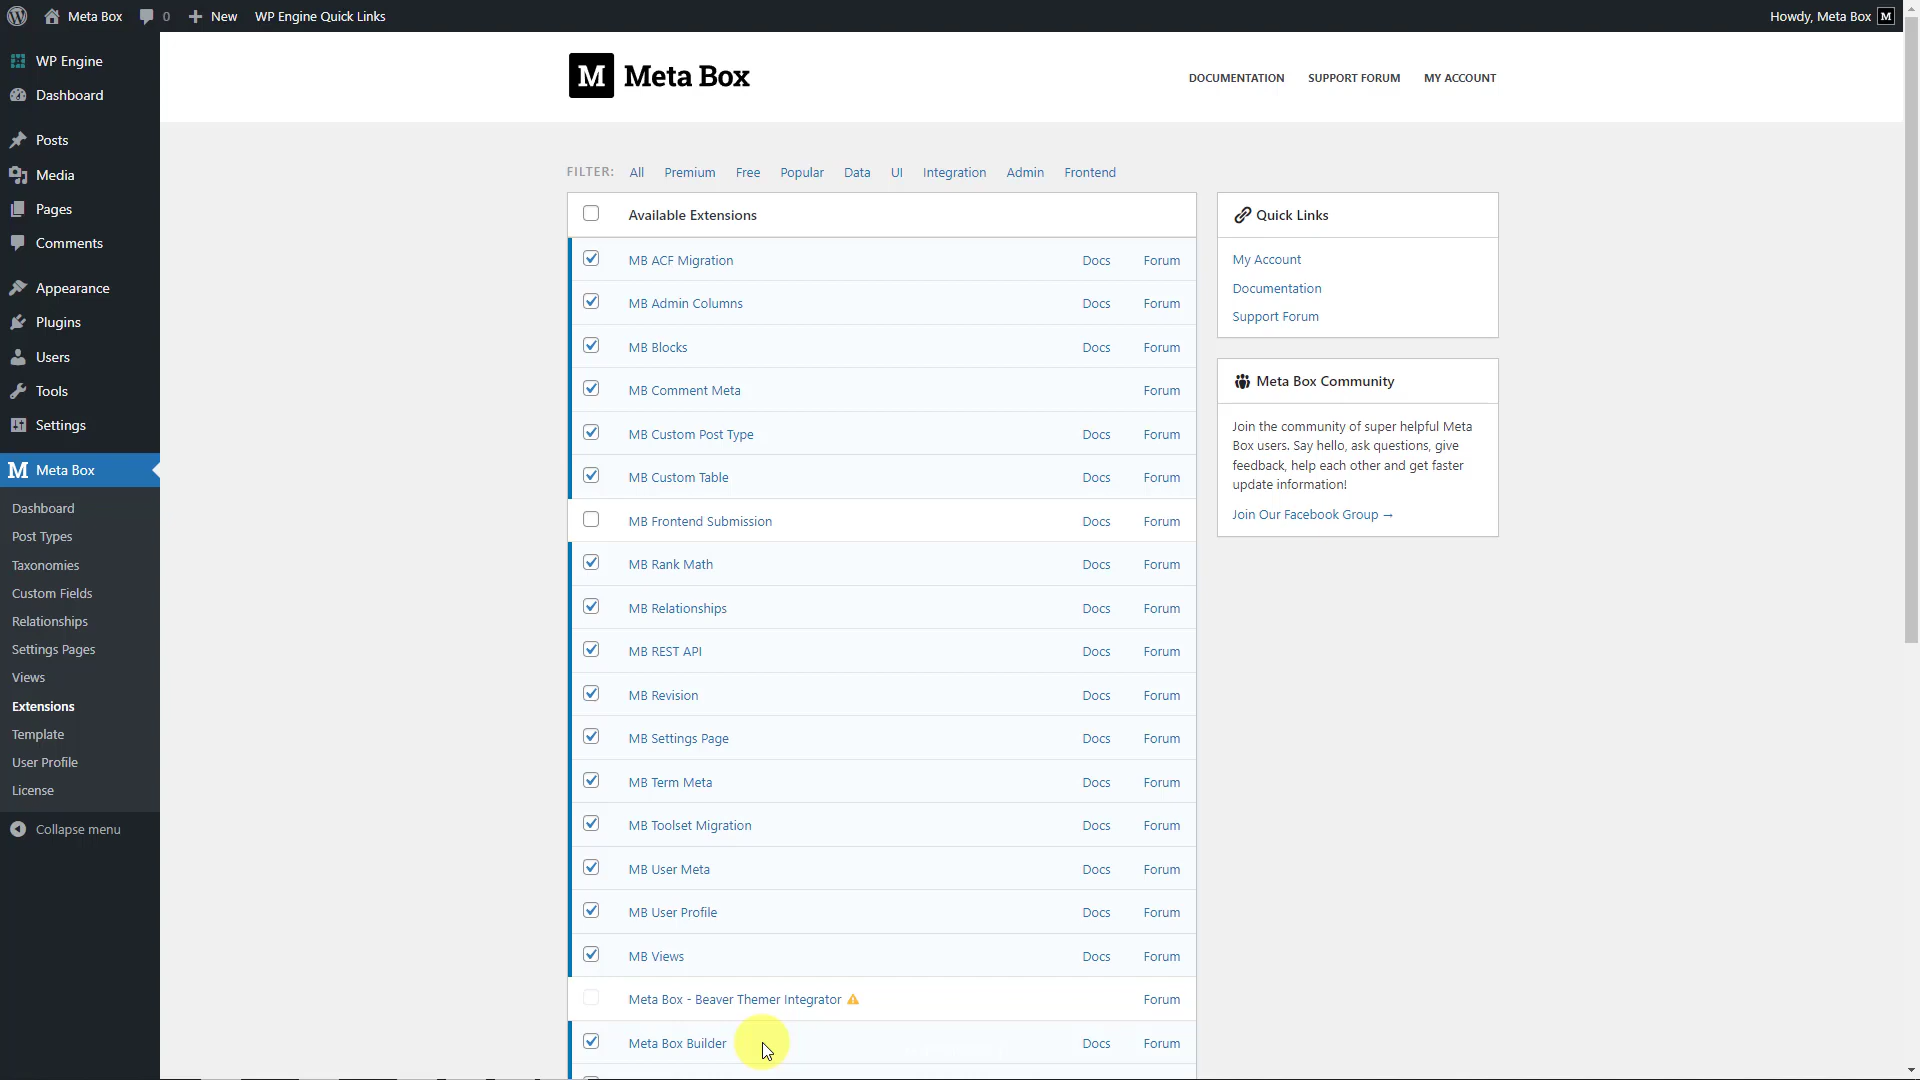 Meta Box 0 New WP Engine Quick Links Howdy, Meta Box M
WP Engine
Dashboard
Posts
Media
Pages
Comments
Appearance
Plugins
Users
Tools
Settings
M Meta Box
Dashboard
Post Types
Taxonomies
Custom Fields
Relationships
Settings Pages
Views
Extensions
Template
User Profile
License
Collapse menu
M Meta Box
DOCUMENTATION SUPPORT FORUM MY ACCOUNT
FILTER: All Premium Free Popular Data UI Integration Admin Frontend
Available Extensions
MB ACF Migration Docs Forum
MB Admin Columns Docs Forum
MB Blocks Docs Forum
MB Comment Meta Forum
MB Custom Post Type Docs Forum
MB Custom Table Docs Forum
MB Frontend Submission Docs Forum
MB Rank Math Docs Forum
MB Relationships Docs Forum
MB REST API Docs Forum
MB Revision Docs Forum
MB Settings Page Docs Forum
MB Term Meta Docs Forum
MB Toolset Migration Docs Forum
MB User Meta Docs Forum
MB User Profile Docs Forum
MB Views Docs Forum
Meta Box - Beaver Themer Integrator Forum
Meta Box Builder Docs Forum
Quick Links
My Account
Documentation
Support Forum
Meta Box Community
Join the community of super helpful Meta
Box users. Say hello, ask questions, give
feedback, help each other and get faster
update information!
Join Our Facebook Group →